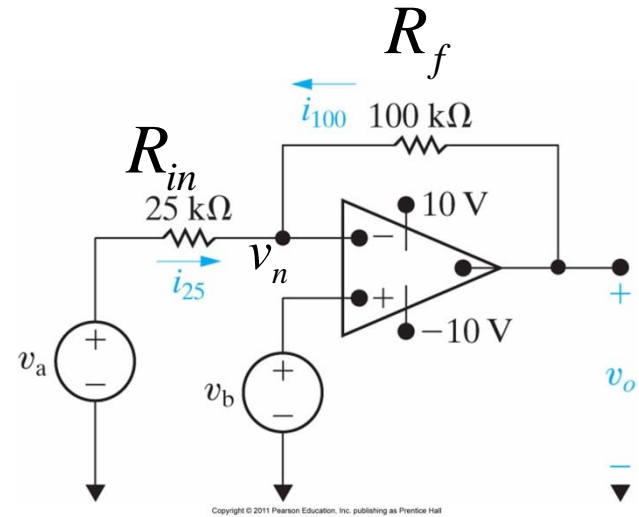 R_f
i_100 100 kΩ
R_in
25 kΩ
10 V
v_n
−
i_25
+
+
−10 V
+
v_a
−
+
v_b
−
v_o
−
Copyright © 2011 Pearson Education, Inc. publishing as Prentice Hall